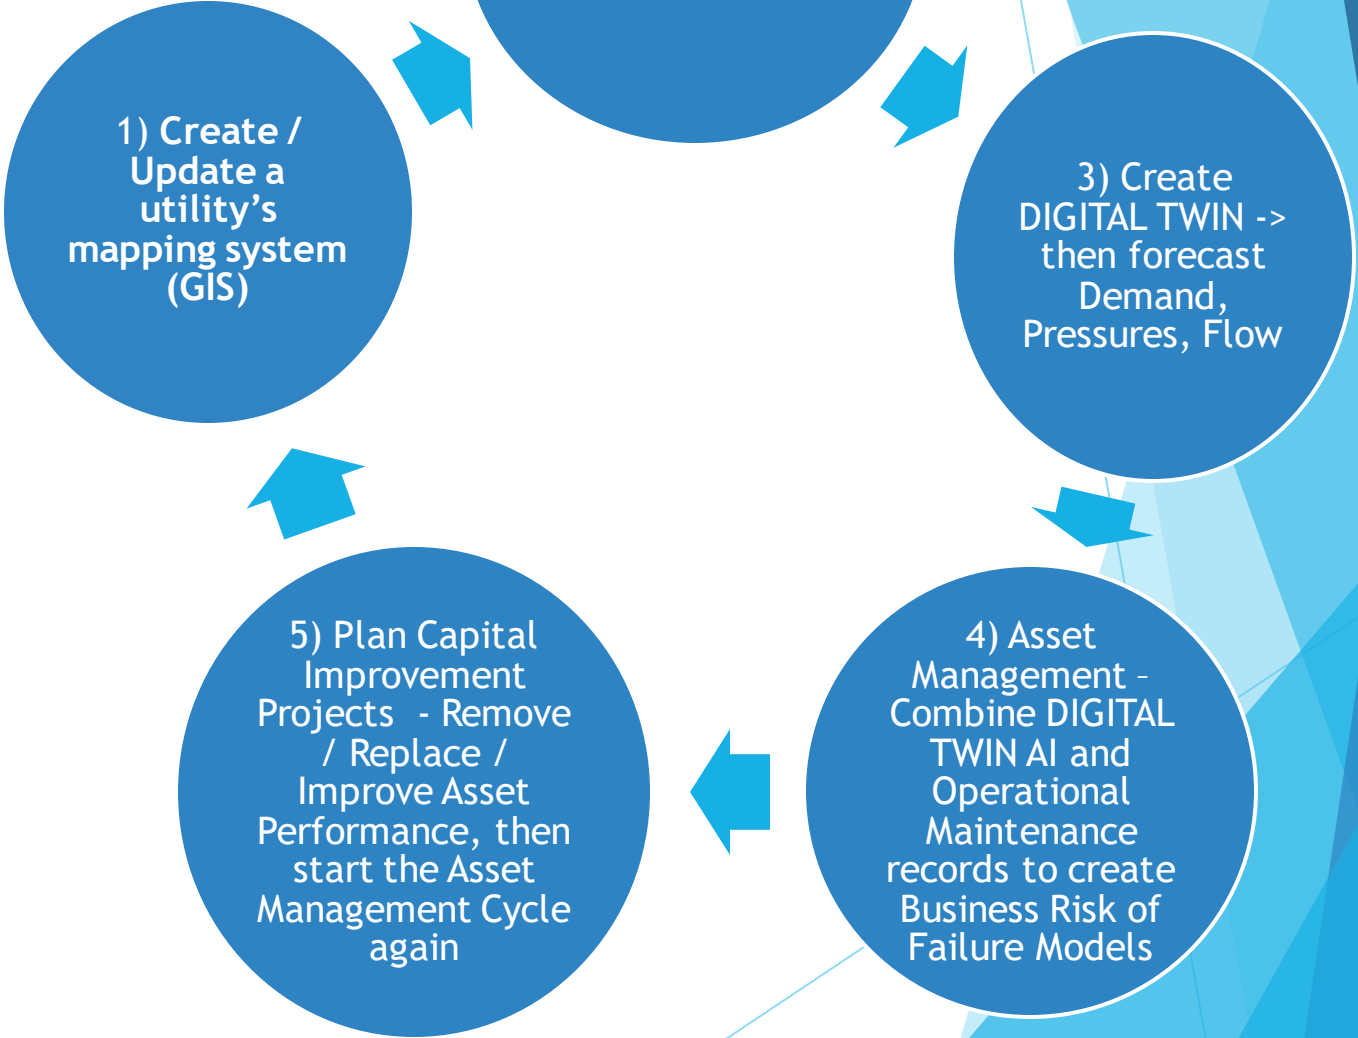 1) Create /
Update a
utility’s
mapping system
(GIS)
3) Create
DIGITAL TWIN ->
then forecast
Demand,
Pressures, Flow
4) Asset
Management –
Combine DIGITAL
TWIN AI and
Operational
Maintenance
records to create
Business Risk of
Failure Models
5) Plan Capital
Improvement
Projects  - Remove
/ Replace /
Improve Asset
Performance, then
start the Asset
Management Cycle
again